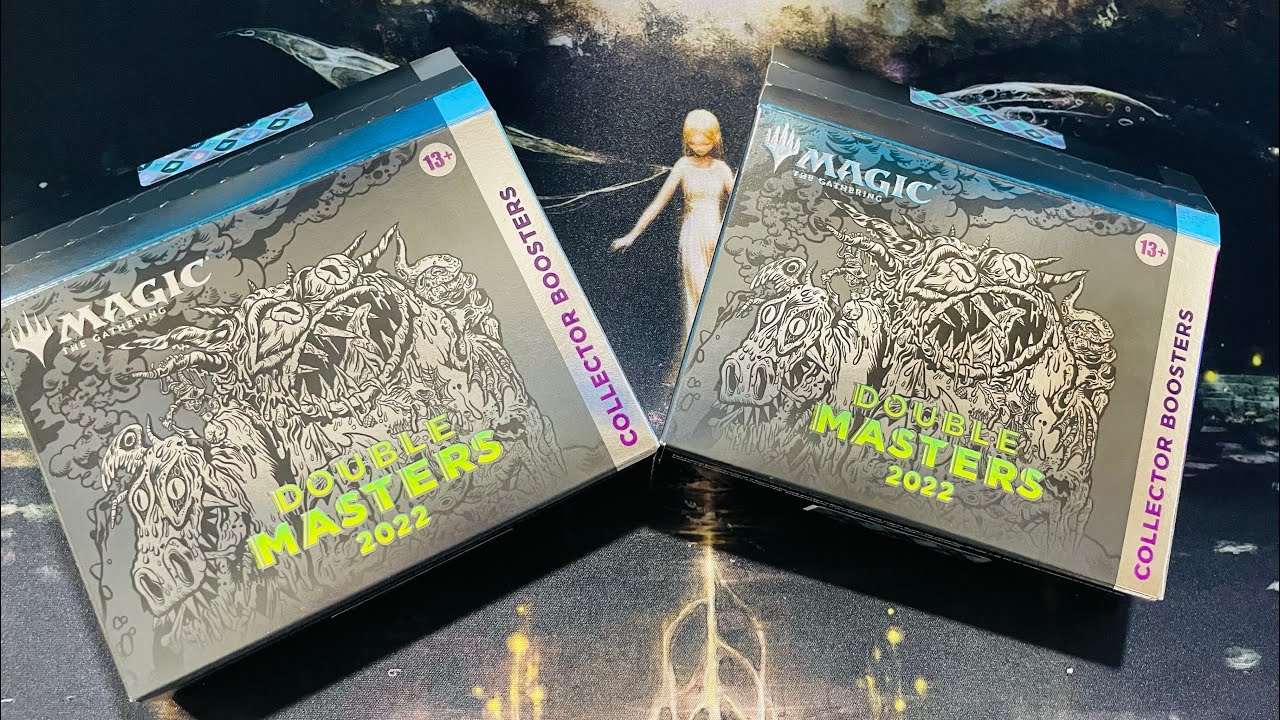 13+
MAGIC
THE GATHERING
COLLECTOR BOOSTERS
DOUBLE
MASTERS
2022
MAGIC
THE GATHERING
13+
COLLECTOR BOOSTERS
DOUBLE
MASTERS
2022